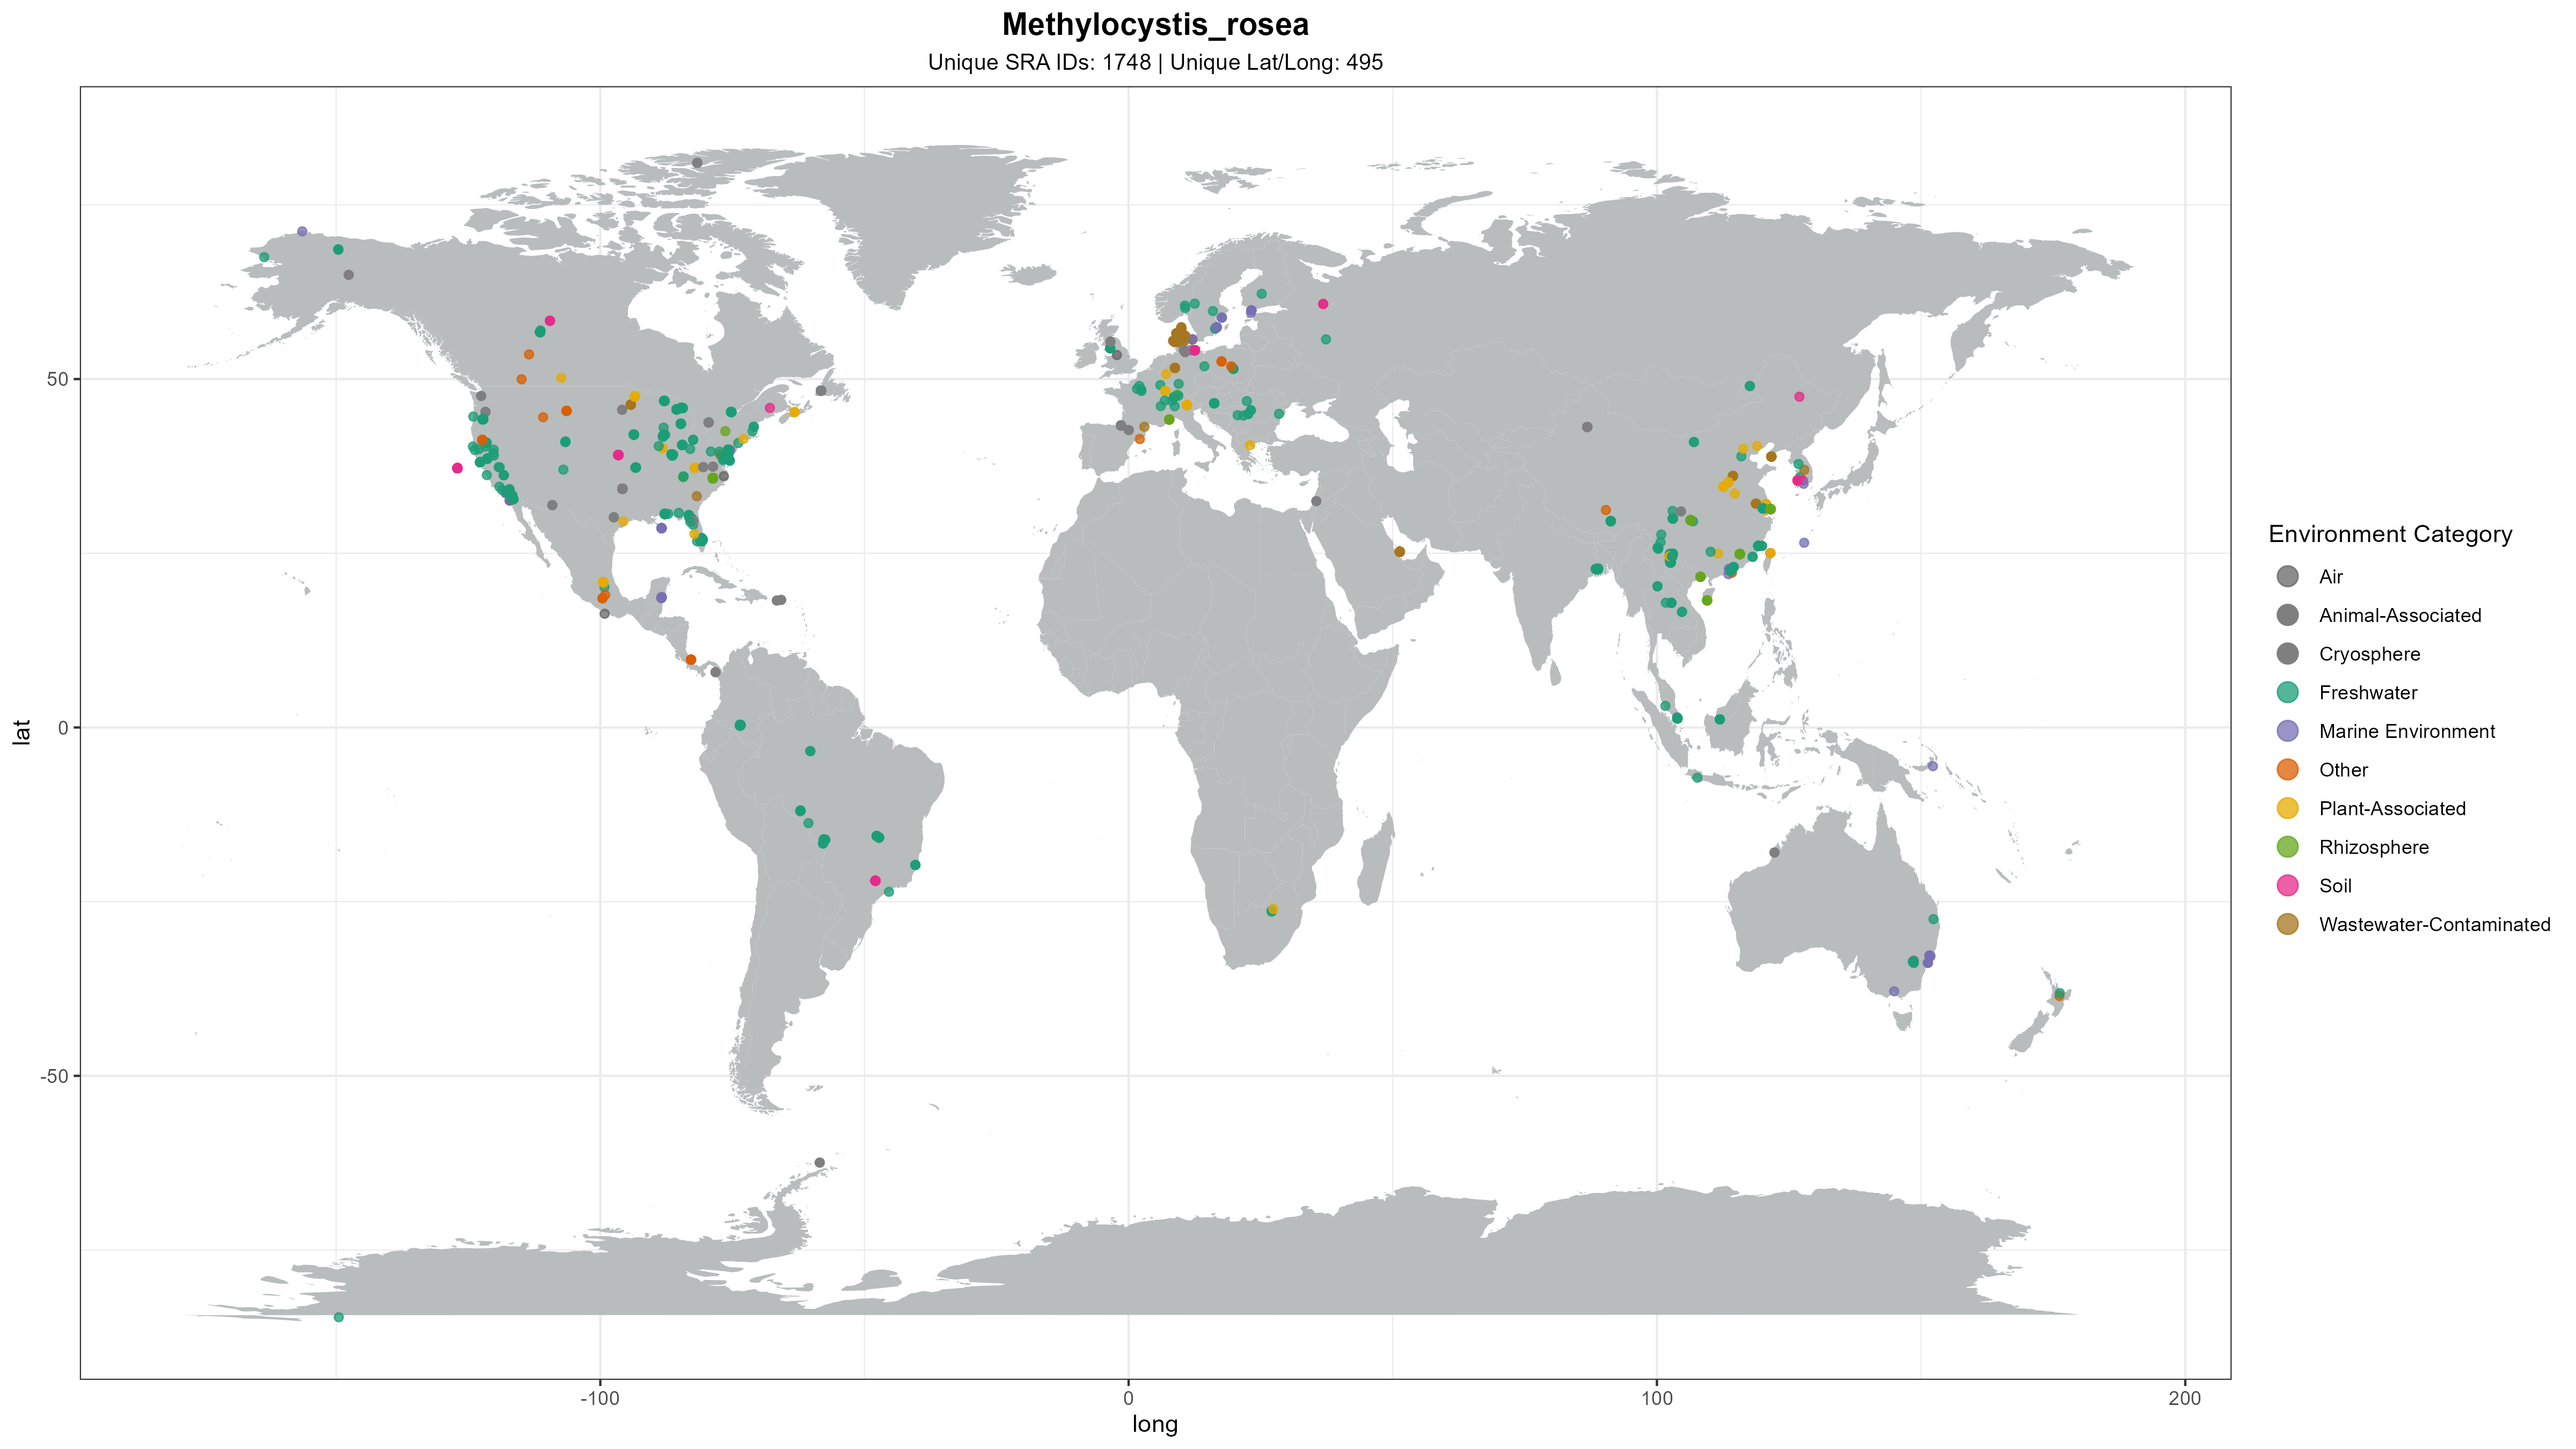 Methylocystis_rosea
Unique SRA IDs: 1748 | Unique Lat/Long: 495
lat
50
0
-50
-100
0
100
200
long
Environment Category
Air
Animal-Associated
Cryosphere
Freshwater
Marine Environment
Other
Plant-Associated
Rhizosphere
Soil
Wastewater-Contaminated